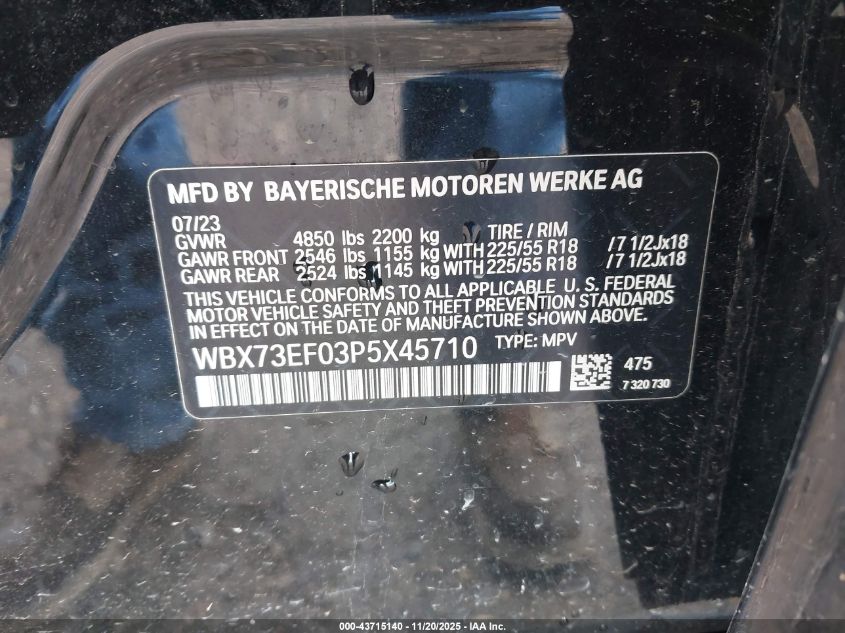 MFD BY BAYERISCHE MOTOREN WERKE AG
07/23
GVWR 4850 lbs 2200 kg TIRE / RIM
GAWR FRONT 2546 lbs 1155 kg WITH 225/55 R18 /7 1/2Jx18
GAWR REAR 2524 lbs 1145 kg WITH 225/55 R18 /7 1/2Jx18
THIS VEHICLE CONFORMS TO ALL APPLICABLE U. S. FEDERAL
MOTOR VEHICLE SAFETY AND THEFT PREVENTION STANDARDS
IN EFFECT ON THE DATE OF MANUFACTURE SHOWN ABOVE.
WBX73EF03P5X45710 TYPE: MPV
475
7 320 730
000-43715140 - 11/20/2025 - IAA Inc.